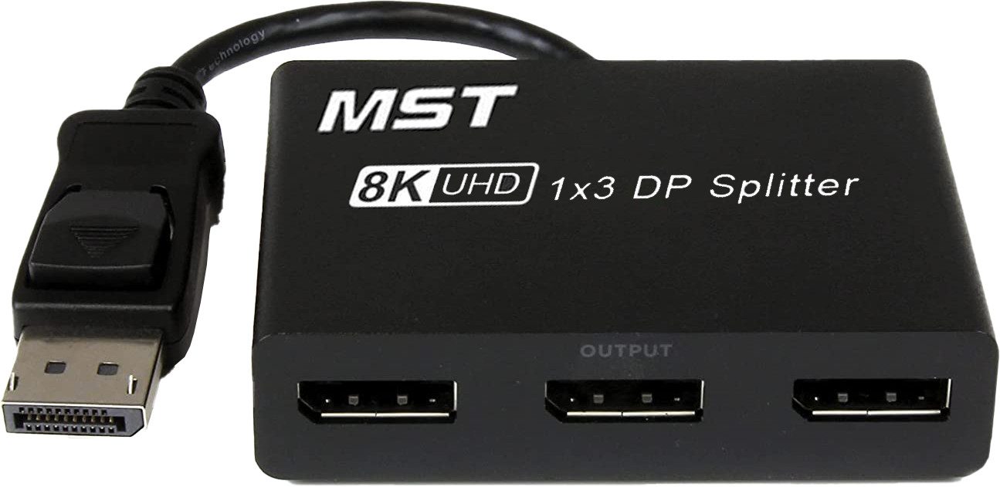 MST
8K UHD 1x3 DP Splitter
OUTPUT